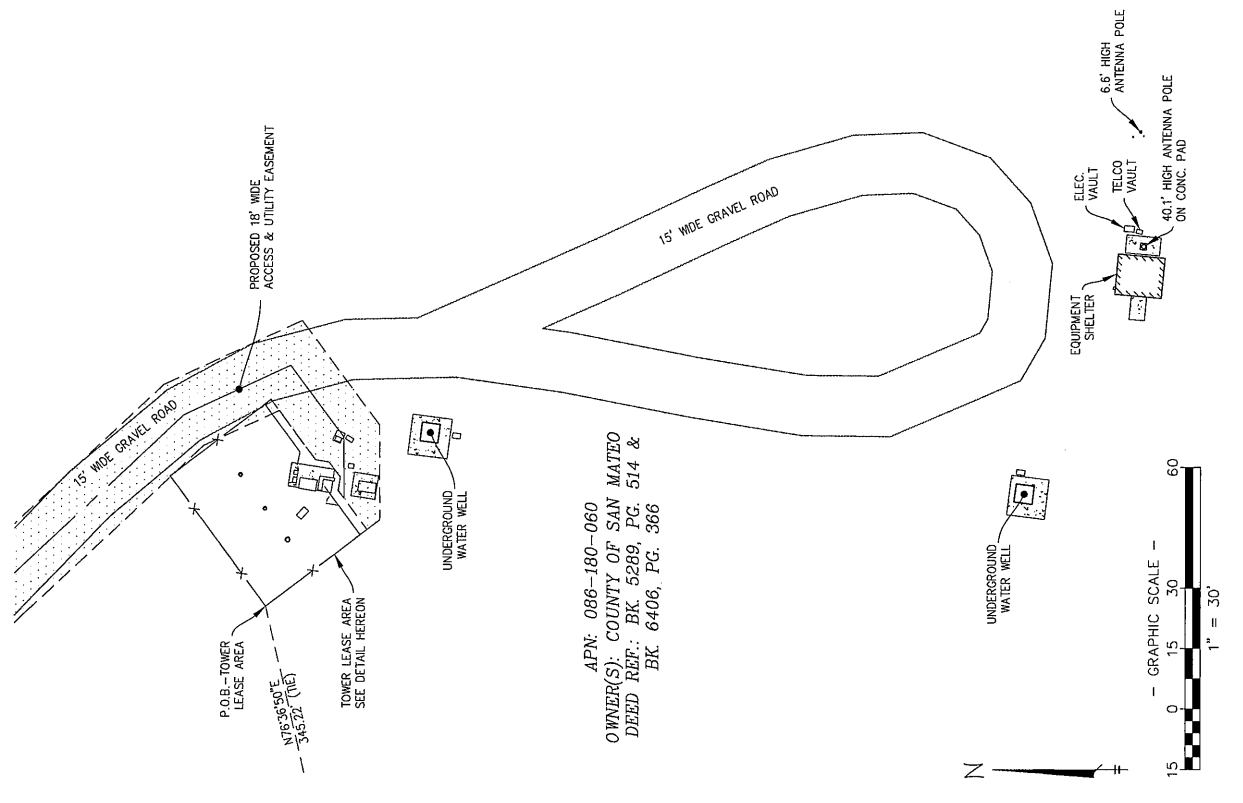 PROPOSED 18' WIDE
ACCESS & UTILITY EASEMENT
15' WIDE GRAVEL ROAD
P.O.B.-TOWER
LEASE AREA
N76°36'50"E
345.22' (TIE)
TOWER LEASE AREA
SEE DETAIL HEREON
UNDERGROUND
WATER WELL
15' WIDE GRAVEL ROAD
APN: 086-180-060
OWNER(S): COUNTY OF SAN MATEO
DEED REF.: BK. 5289, PG. 514 &
BK. 6406, PG. 366
6.6' HIGH
ANTENNA POLE
ELEC.
VAULT
TELCO
VAULT
40.1' HIGH ANTENNA POLE
ON CONC. PAD
EQUIPMENT
SHELTER
UNDERGROUND
WATER WELL
N
- GRAPHIC SCALE -
15 0 15 30 60
1" = 30'